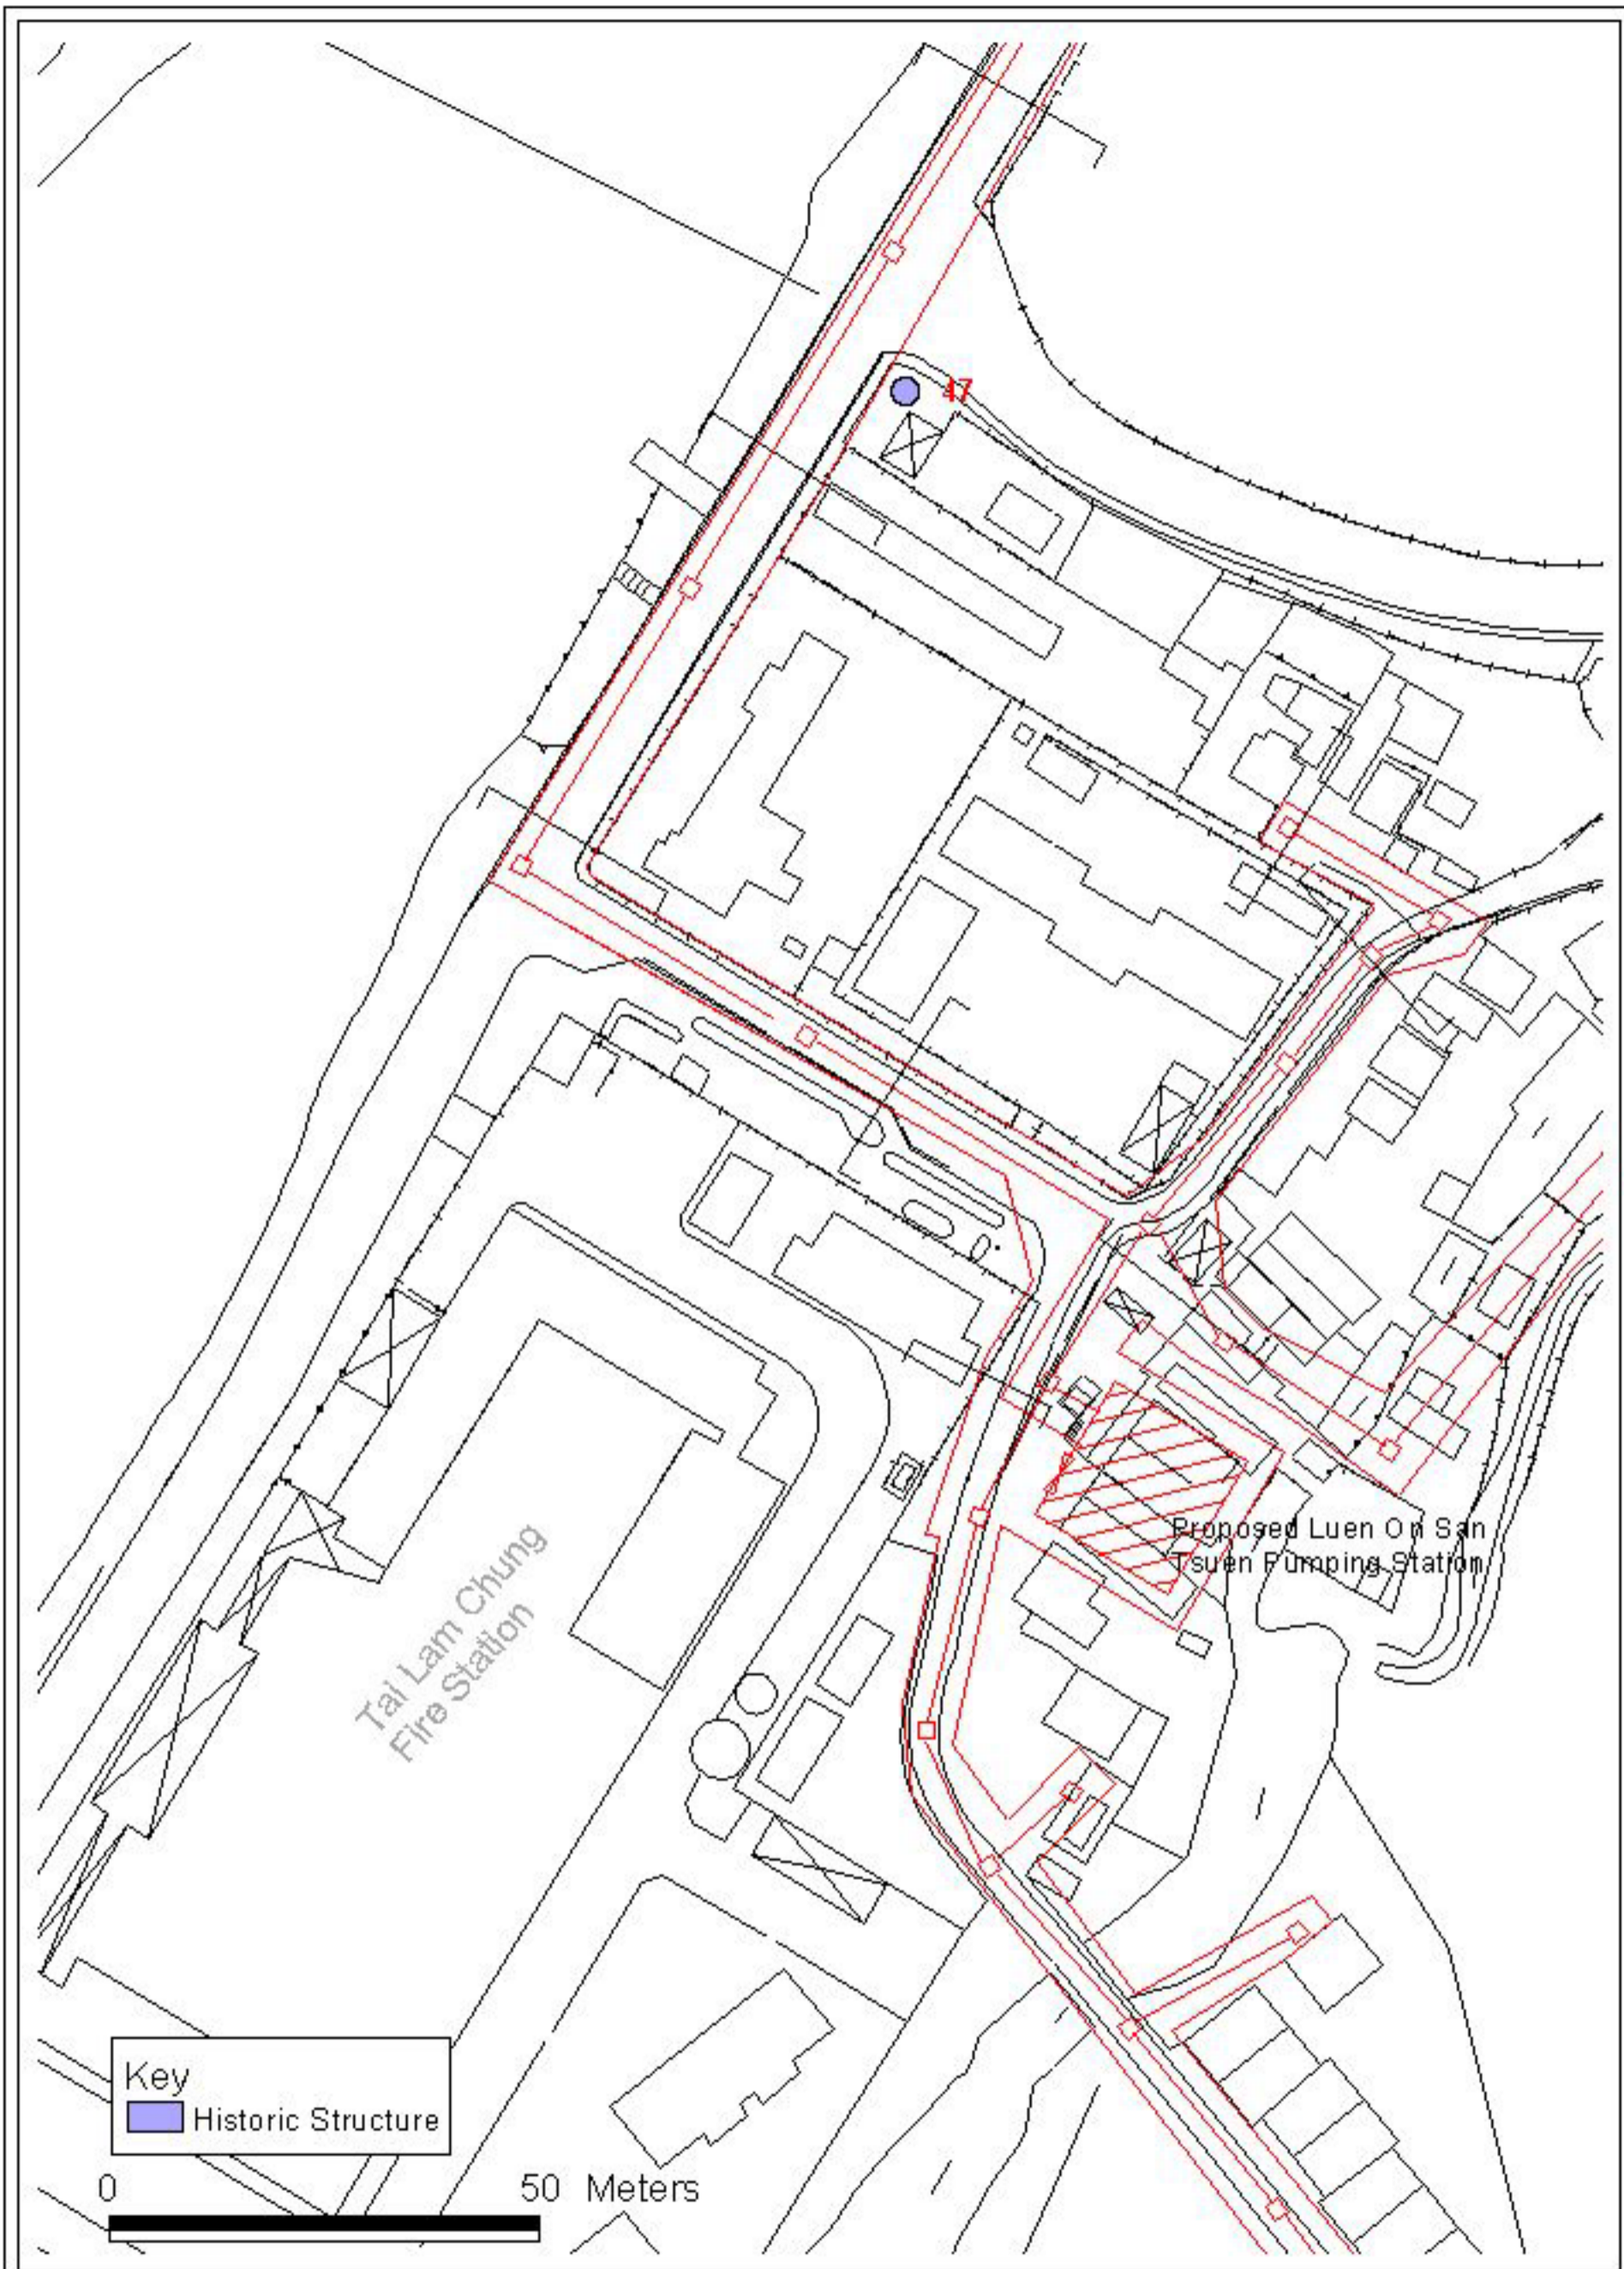 47
Proposed Luen On San
Tsuen Pumping Station
Tai Lam Chung
Fire Station
Key
Historic Structure
0 50 Meters